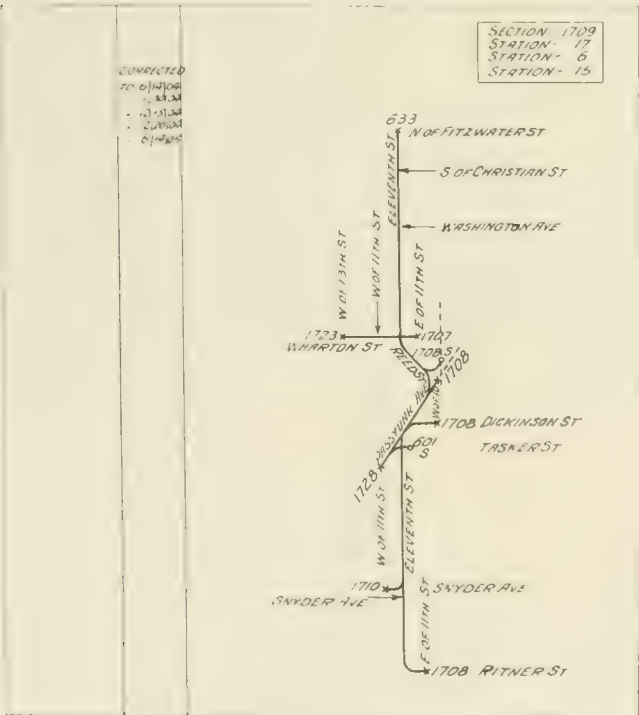 SECTION 1709
STATION- 17
STATION- 6
STATION- 15
CORRECTED
TO 6/14/04
633
N OF FITZWATER ST
ELEVENTH ST
S OF CHRISTIAN ST
WASHINGTON AVE
W OF 13TH ST
W OF 11TH ST
E OF 11TH ST
1723
1707
WHARTON ST
REED ST
1708 S
1708
PASSYUNK AVE
1708 DICKINSON ST
601
S
TASKER ST
1728
W OF 11TH ST
ELEVENTH ST
1710
SNYDER AVE
SNYDER AVE
E OF 11TH ST
1708 RITNER ST